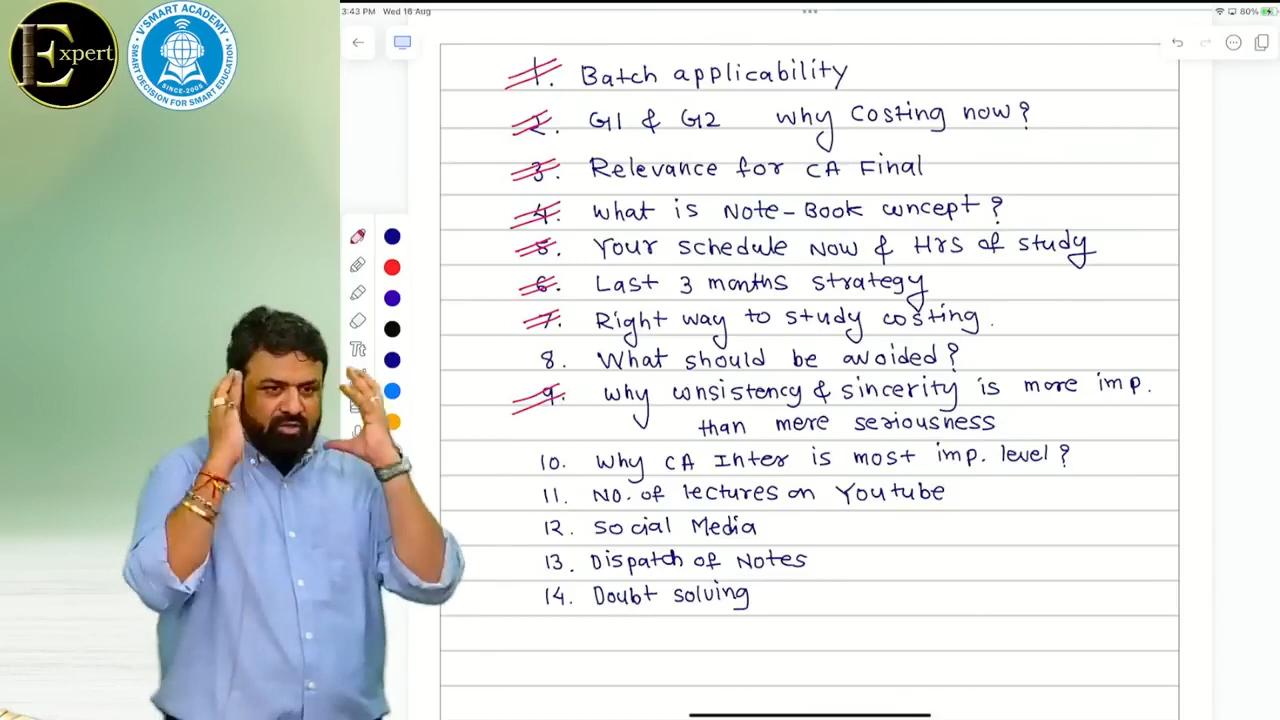 3:43 PM Wed 16 Aug
80%
Expert
V'SMART ACADEMY
SINCE-2005
SMART DECISION FOR SMART EDUCATION
1. Batch applicability
2. G1 & G2 why costing now?
3. Relevance for CA Final
4. What is Note-Book concept?
5. Your schedule Now & Hrs of study
6. Last 3 months strategy
7. Right way to study costing.
8. What should be avoided?
9. why consistency & sincerity is more imp.
than mere seriousness
10. Why CA Inter is most imp. level?
11. No. of lectures on Youtube
12. Social Media
13. Dispatch of Notes
14. Doubt solving
Tt